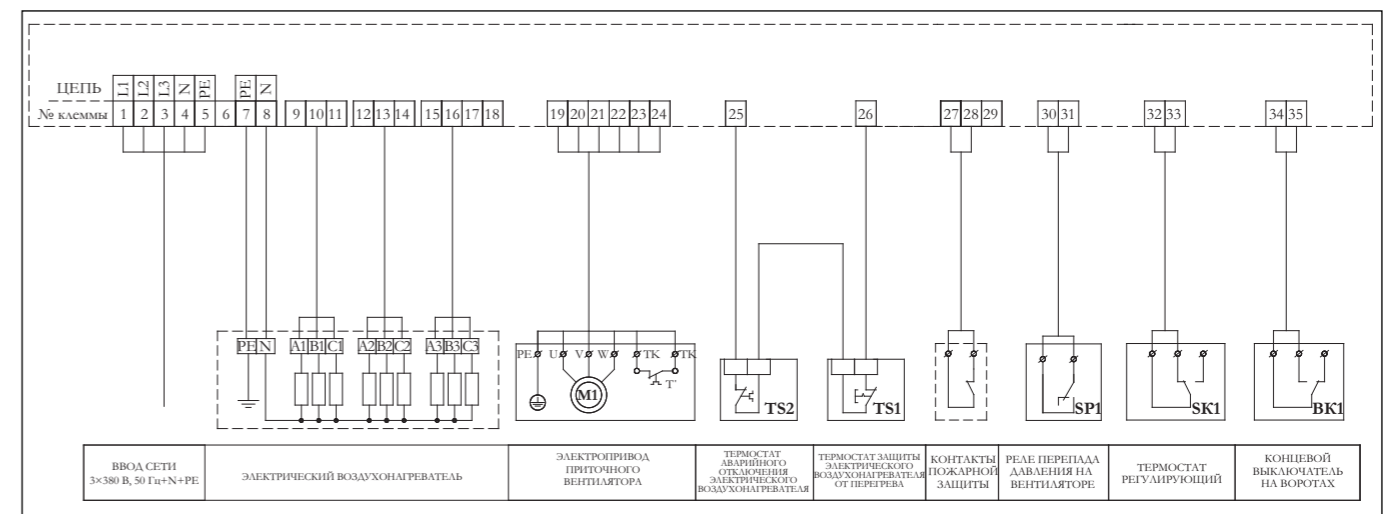 ЦЕПЬ L1 L2 L3 N PE PE N
№ клеммы 1 2 3 4 5 6 7 8 9 10 11 12 13 14 15 16 17 18 19 20 21 22 23 24 25 26 27 28 29 30 31 32 33 34 35
PE N A1 B1 C1 A2 B2 C2 A3 B3 C3
PE U V W TK TK
T°
M1
TS2
TS1
SP1
SK1
BK1
ВВОД СЕТИ
3×380 В, 50 Гц+N+PE
ЭЛЕКТРИЧЕСКИЙ ВОЗДУХОНАГРЕВАТЕЛЬ
ЭЛЕКТРОПРИВОД
ПРИТОЧНОГО
ВЕНТИЛЯТОРА
ТЕРМОСТАТ
АВАРИЙНОГО
ОТКЛЮЧЕНИЯ
ЭЛЕКТРИЧЕСКОГО
ВОЗДУХОНАГРЕВАТЕЛЯ
ТЕРМОСТАТ ЗАЩИТЫ
ЭЛЕКТРИЧЕСКОГО
ВОЗДУХОНАГРЕВАТЕЛЯ
ОТ ПЕРЕГРЕВА
КОНТАКТЫ
ПОЖАРНОЙ
ЗАЩИТЫ
РЕЛЕ ПЕРЕПАДА
ДАВЛЕНИЯ НА
ВЕНТИЛЯТОРЕ
ТЕРМОСТАТ
РЕГУЛИРУЮЩИЙ
КОНЦЕВОЙ
ВЫКЛЮЧАТЕЛЬ
НА ВОРОТАХ